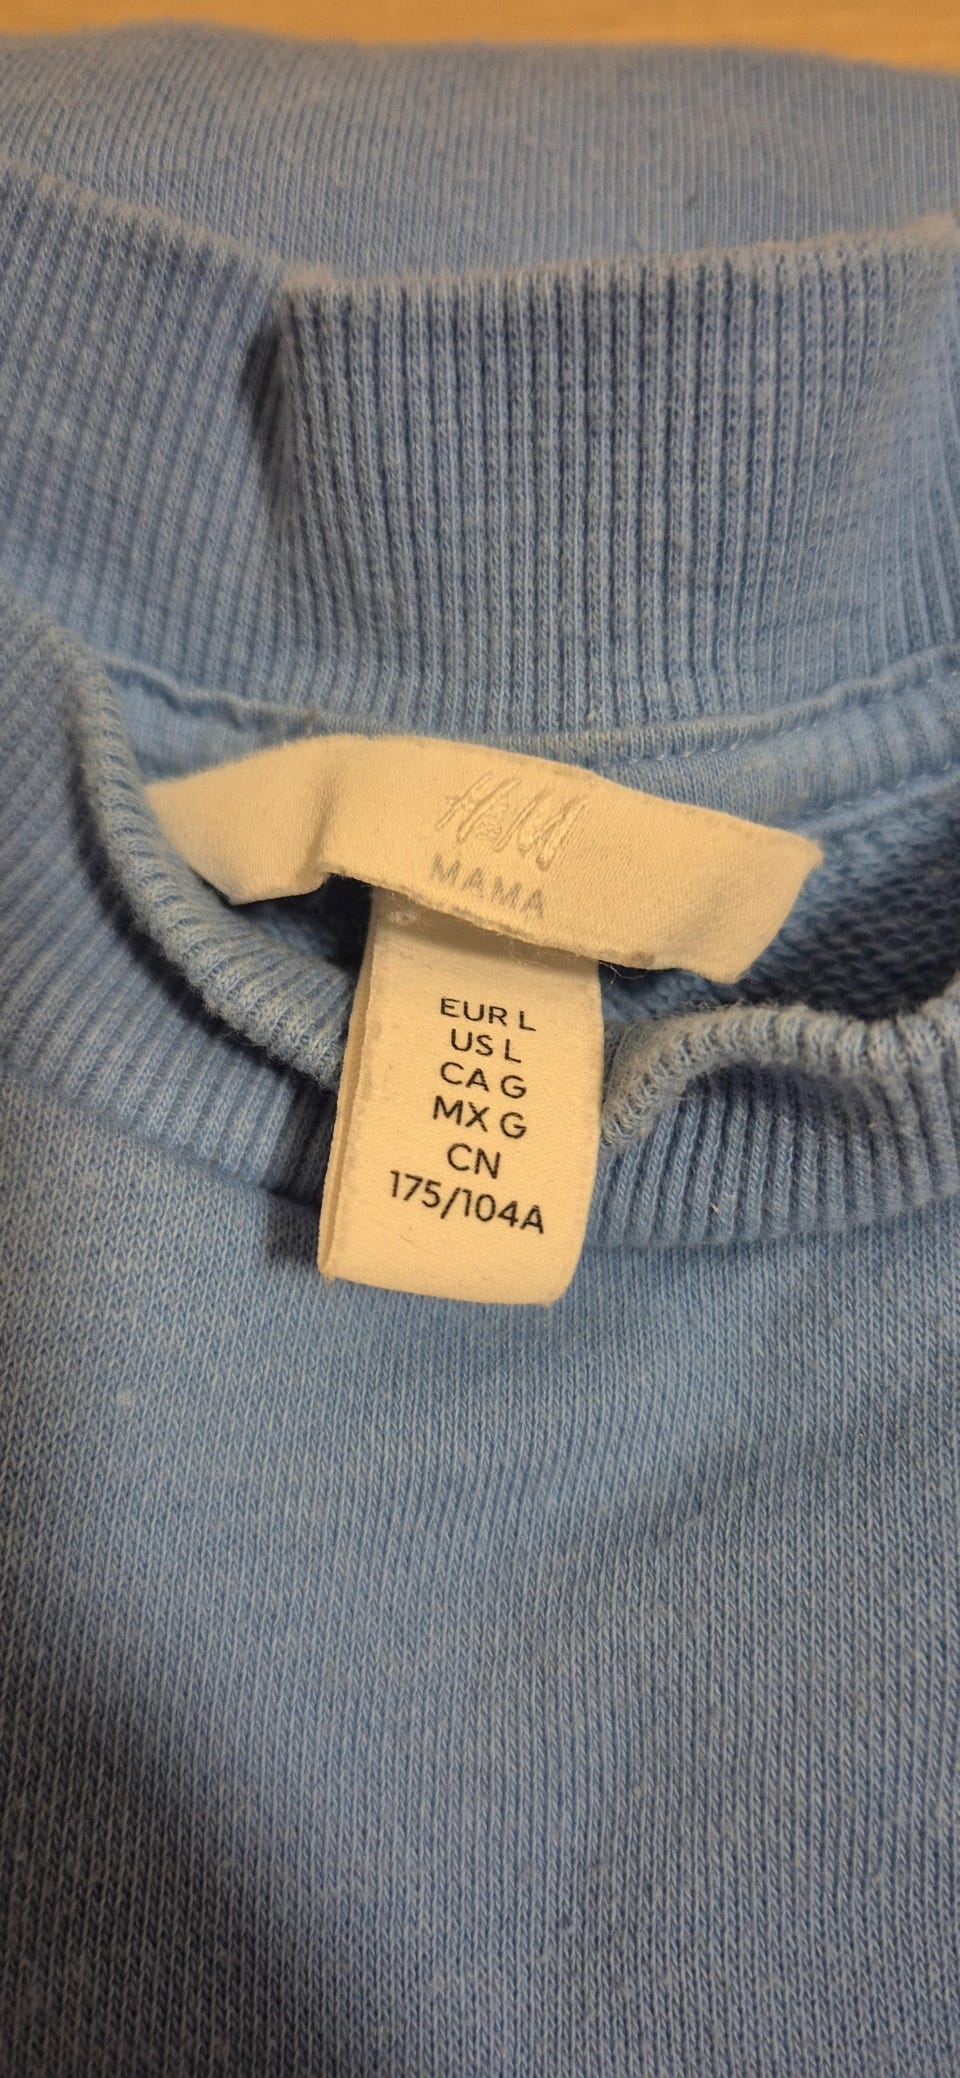 H&M
MAMA
EUR L
US L
CA G
MX G
CN
175/104A